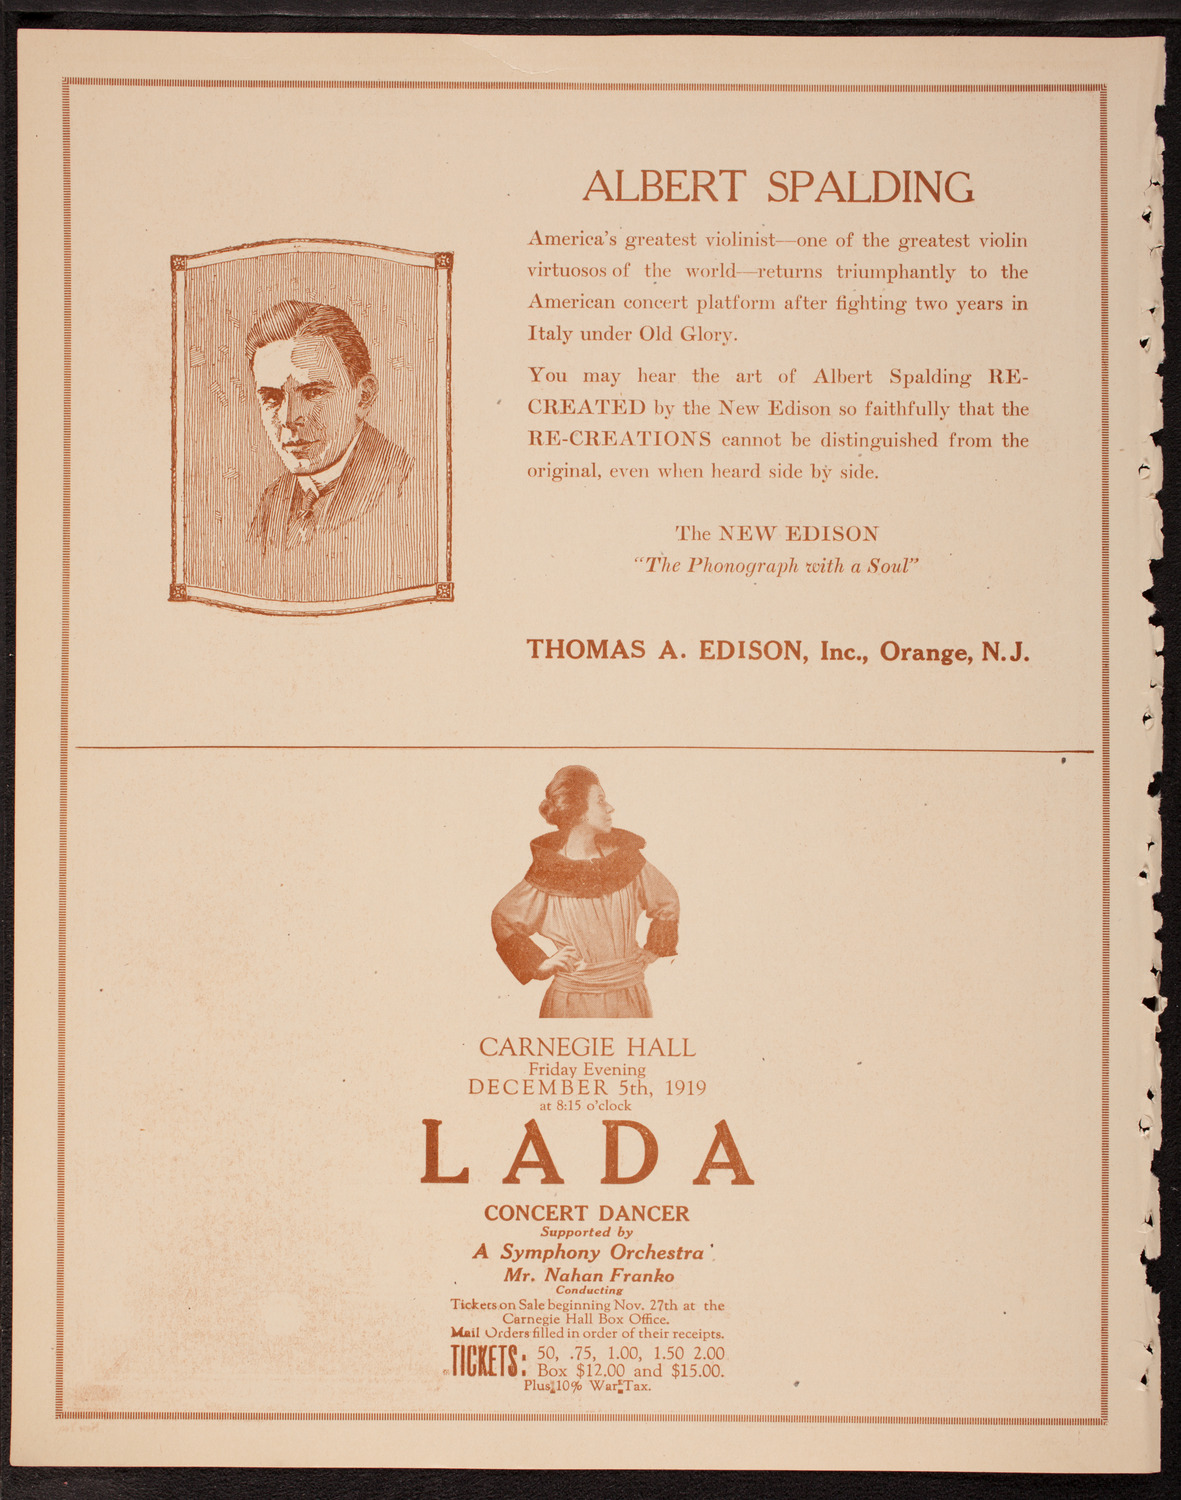 ALBERT SPALDING
America's greatest violinist—one of the greatest violin
virtuosos of the world—returns triumphantly to the
American concert platform after fighting two years in
Italy under Old Glory.
You may hear the art of Albert Spalding RE-
CREATED by the New Edison so faithfully that the
RE-CREATIONS cannot be distinguished from the
original, even when heard side by side.
The NEW EDISON
“The Phonograph with a Soul”
THOMAS A. EDISON, Inc., Orange, N. J.
CARNEGIE HALL
Friday Evening
DECEMBER 5th, 1919
at 8:15 o'clock
LADA
CONCERT DANCER
Supported by
A Symphony Orchestra
Mr. Nahan Franko
Conducting
Tickets on Sale beginning Nov. 27th at the
Carnegie Hall Box Office.
Mail Orders filled in order of their receipts.
TICKETS: 50, .75, 1.00, 1.50 2.00
Box $12.00 and $15.00.
Plus 10% War Tax.